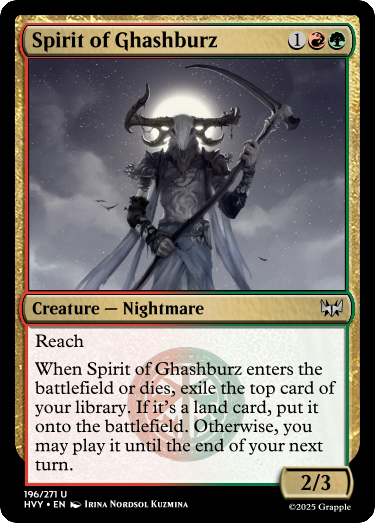 Spirit of Ghashburz 1
Creature — Nightmare
Reach
When Spirit of Ghashburz enters the
battlefield or dies, exile the top card of
your library. If it's a land card, put it
onto the battlefield. Otherwise, you
may play it until the end of your next
turn.
2/3
196/271 U
HVY • EN Irina Nordsol Kuzmina
©2025 Grapple